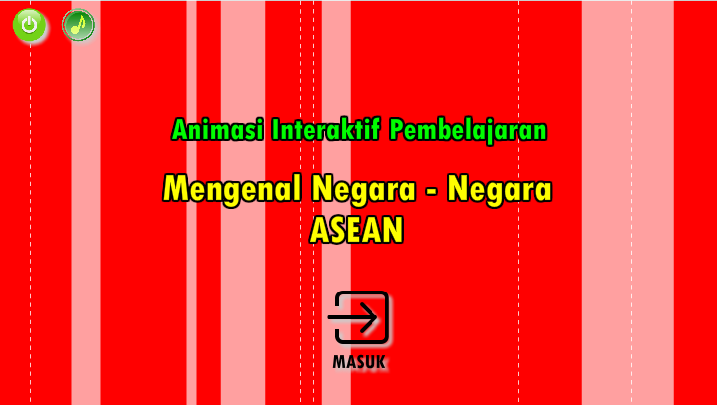 Animasi Interaktif Pembelajaran
Mengenal Negara - Negara
ASEAN
MASUK